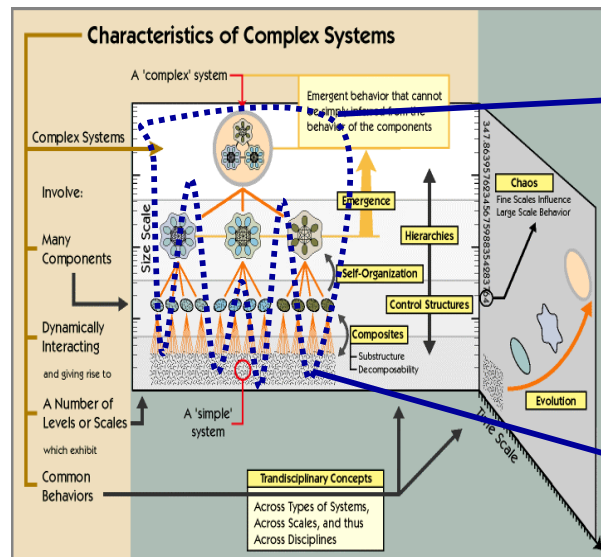 Characteristics of Complex Systems
A 'complex' system
Emergent behavior that cannot
be simply inferred from the
behavior of the components
Complex Systems
Involve:
Many
Components
Dynamically
Interacting
and giving rise to
A Number of
Levels or Scales
which exhibit
Common
Behaviors
Size Scale
Emergence
Hierarchies
Self-Organization
Control Structures
Composites
Substructure
Decomposability
A 'simple'
system
Chaos
Fine Scales Influence
Large Scale Behavior
Evolution
Time Scale
Trandisciplinary Concepts
Across Types of Systems,
Across Scales, and thus
Across Disciplines